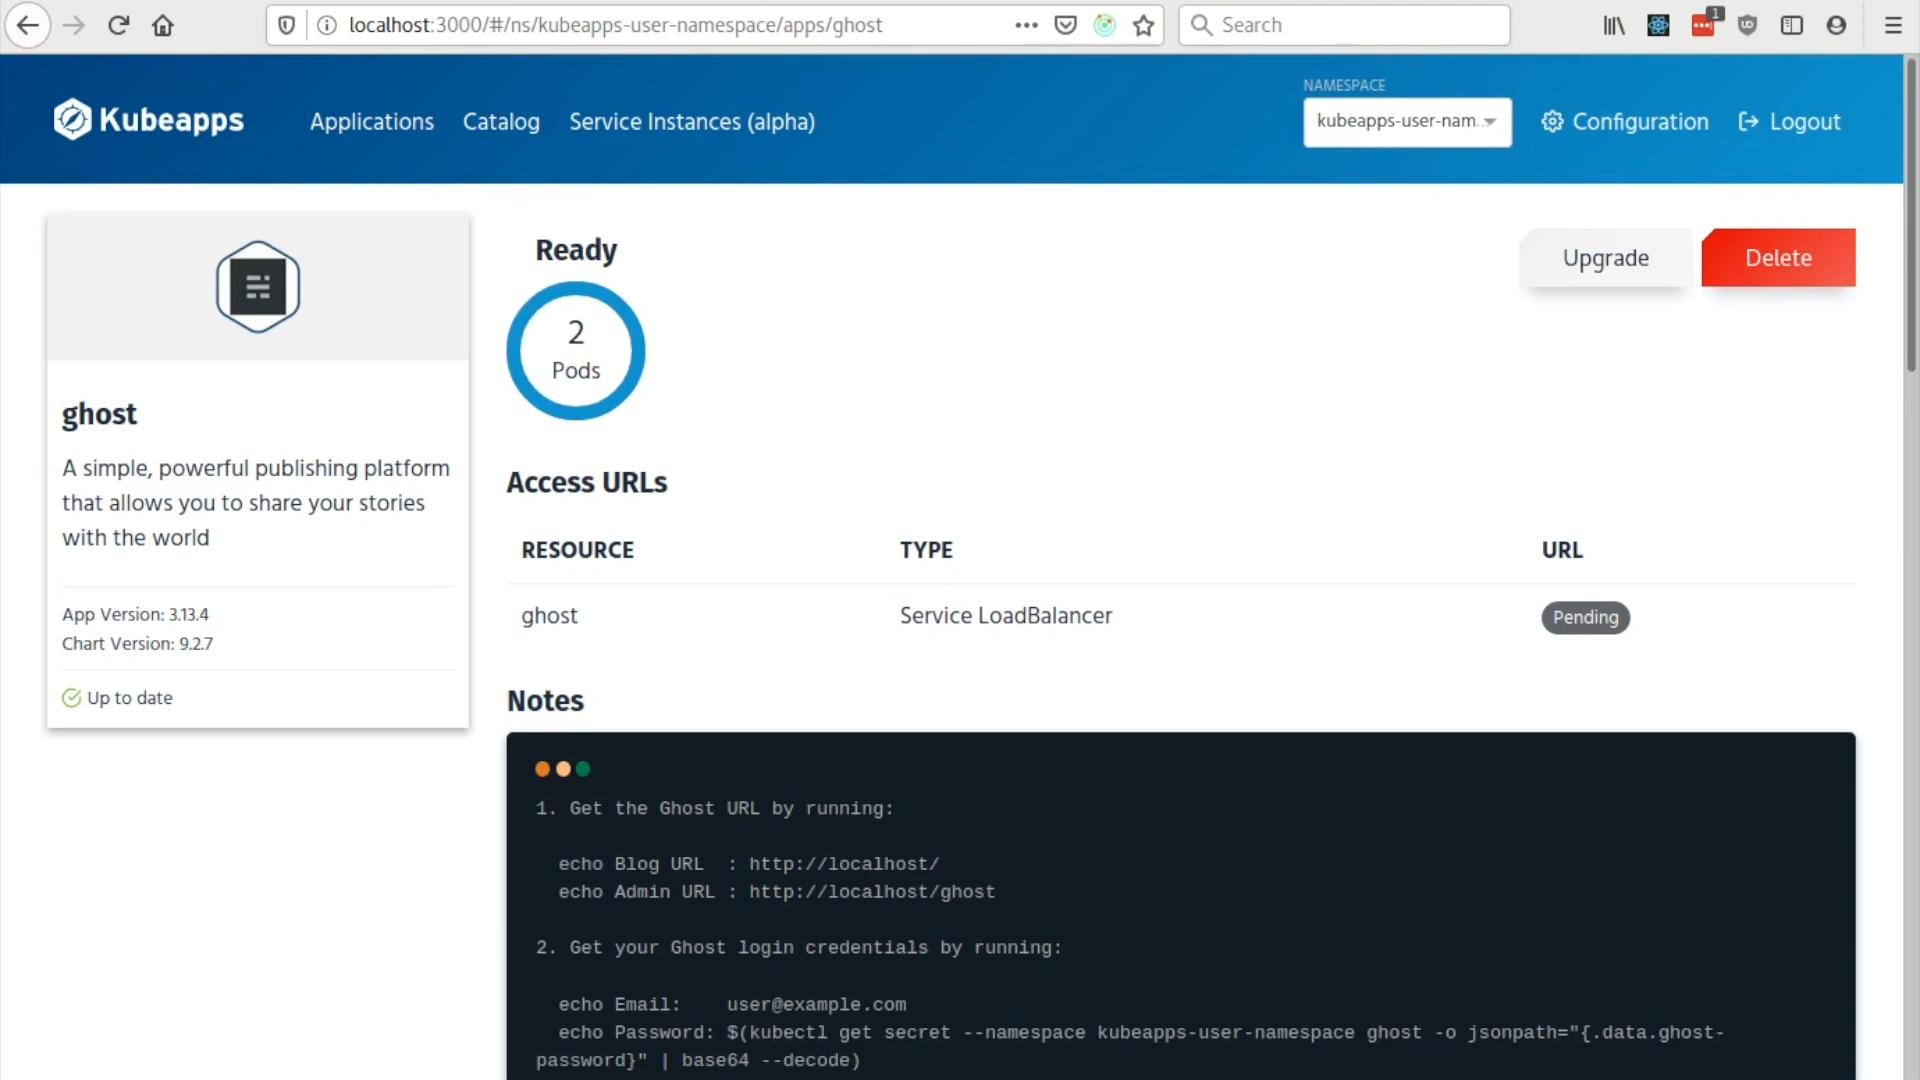 localhost:3000/#/ns/kubeapps-user-namespace/apps/ghost
Search
1
Kubeapps
Applications
Catalog
Service Instances (alpha)
NAMESPACE
kubeapps-user-nam...
Configuration
Logout
ghost
A simple, powerful publishing platform
that allows you to share your stories
with the world
App Version: 3.13.4
Chart Version: 9.2.7
Up to date
Ready
2
Pods
Upgrade
Delete
Access URLs
RESOURCE TYPE URL
ghost Service LoadBalancer Pending
Notes
1. Get the Ghost URL by running:
echo Blog URL  : http://localhost/
echo Admin URL : http://localhost/ghost
2. Get your Ghost login credentials by running:
echo Email:    user@example.com
echo Password: $(kubectl get secret --namespace kubeapps-user-namespace ghost -o jsonpath="{.data.ghost-
password}" | base64 --decode)